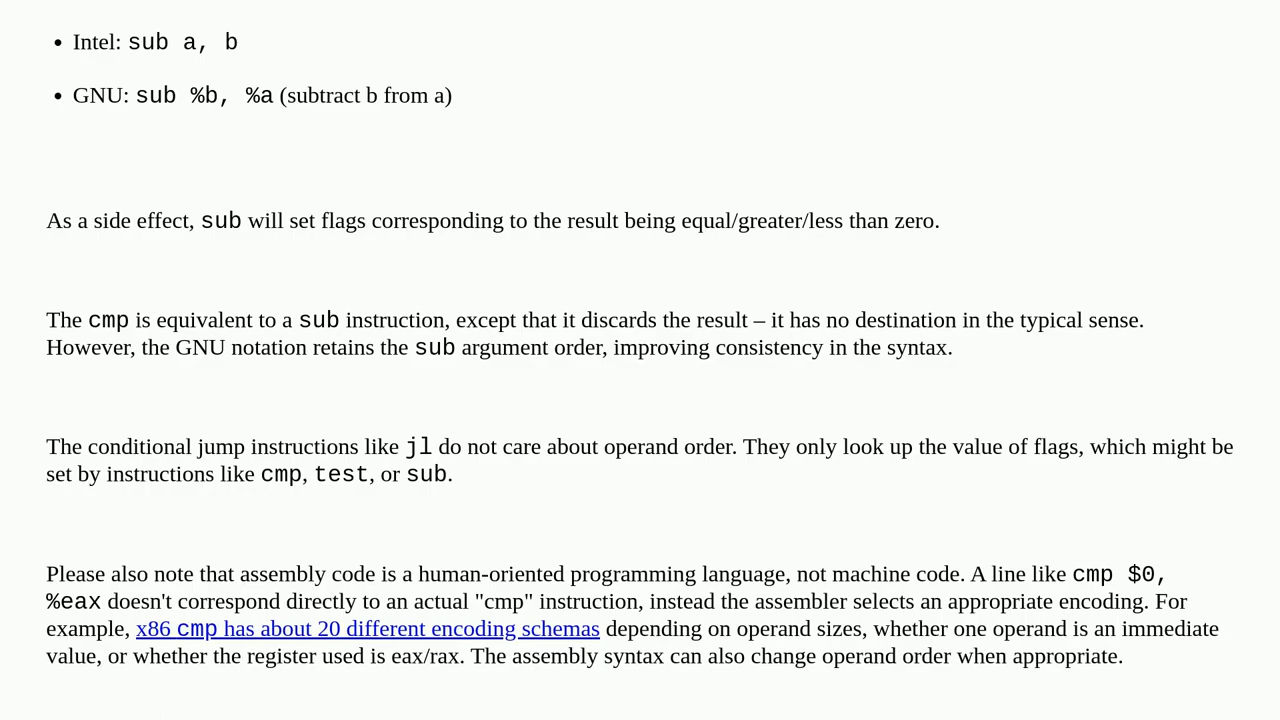 • Intel: sub a, b
• GNU: sub %b, %a (subtract b from a)
As a side effect, sub will set flags corresponding to the result being equal/greater/less than zero.
The cmp is equivalent to a sub instruction, except that it discards the result – it has no destination in the typical sense.
However, the GNU notation retains the sub argument order, improving consistency in the syntax.
The conditional jump instructions like jl do not care about operand order. They only look up the value of flags, which might be
set by instructions like cmp, test, or sub.
Please also note that assembly code is a human-oriented programming language, not machine code. A line like cmp $0,
%eax doesn't correspond directly to an actual "cmp" instruction, instead the assembler selects an appropriate encoding. For
example, x86 cmp has about 20 different encoding schemas depending on operand sizes, whether one operand is an immediate
value, or whether the register used is eax/rax. The assembly syntax can also change operand order when appropriate.